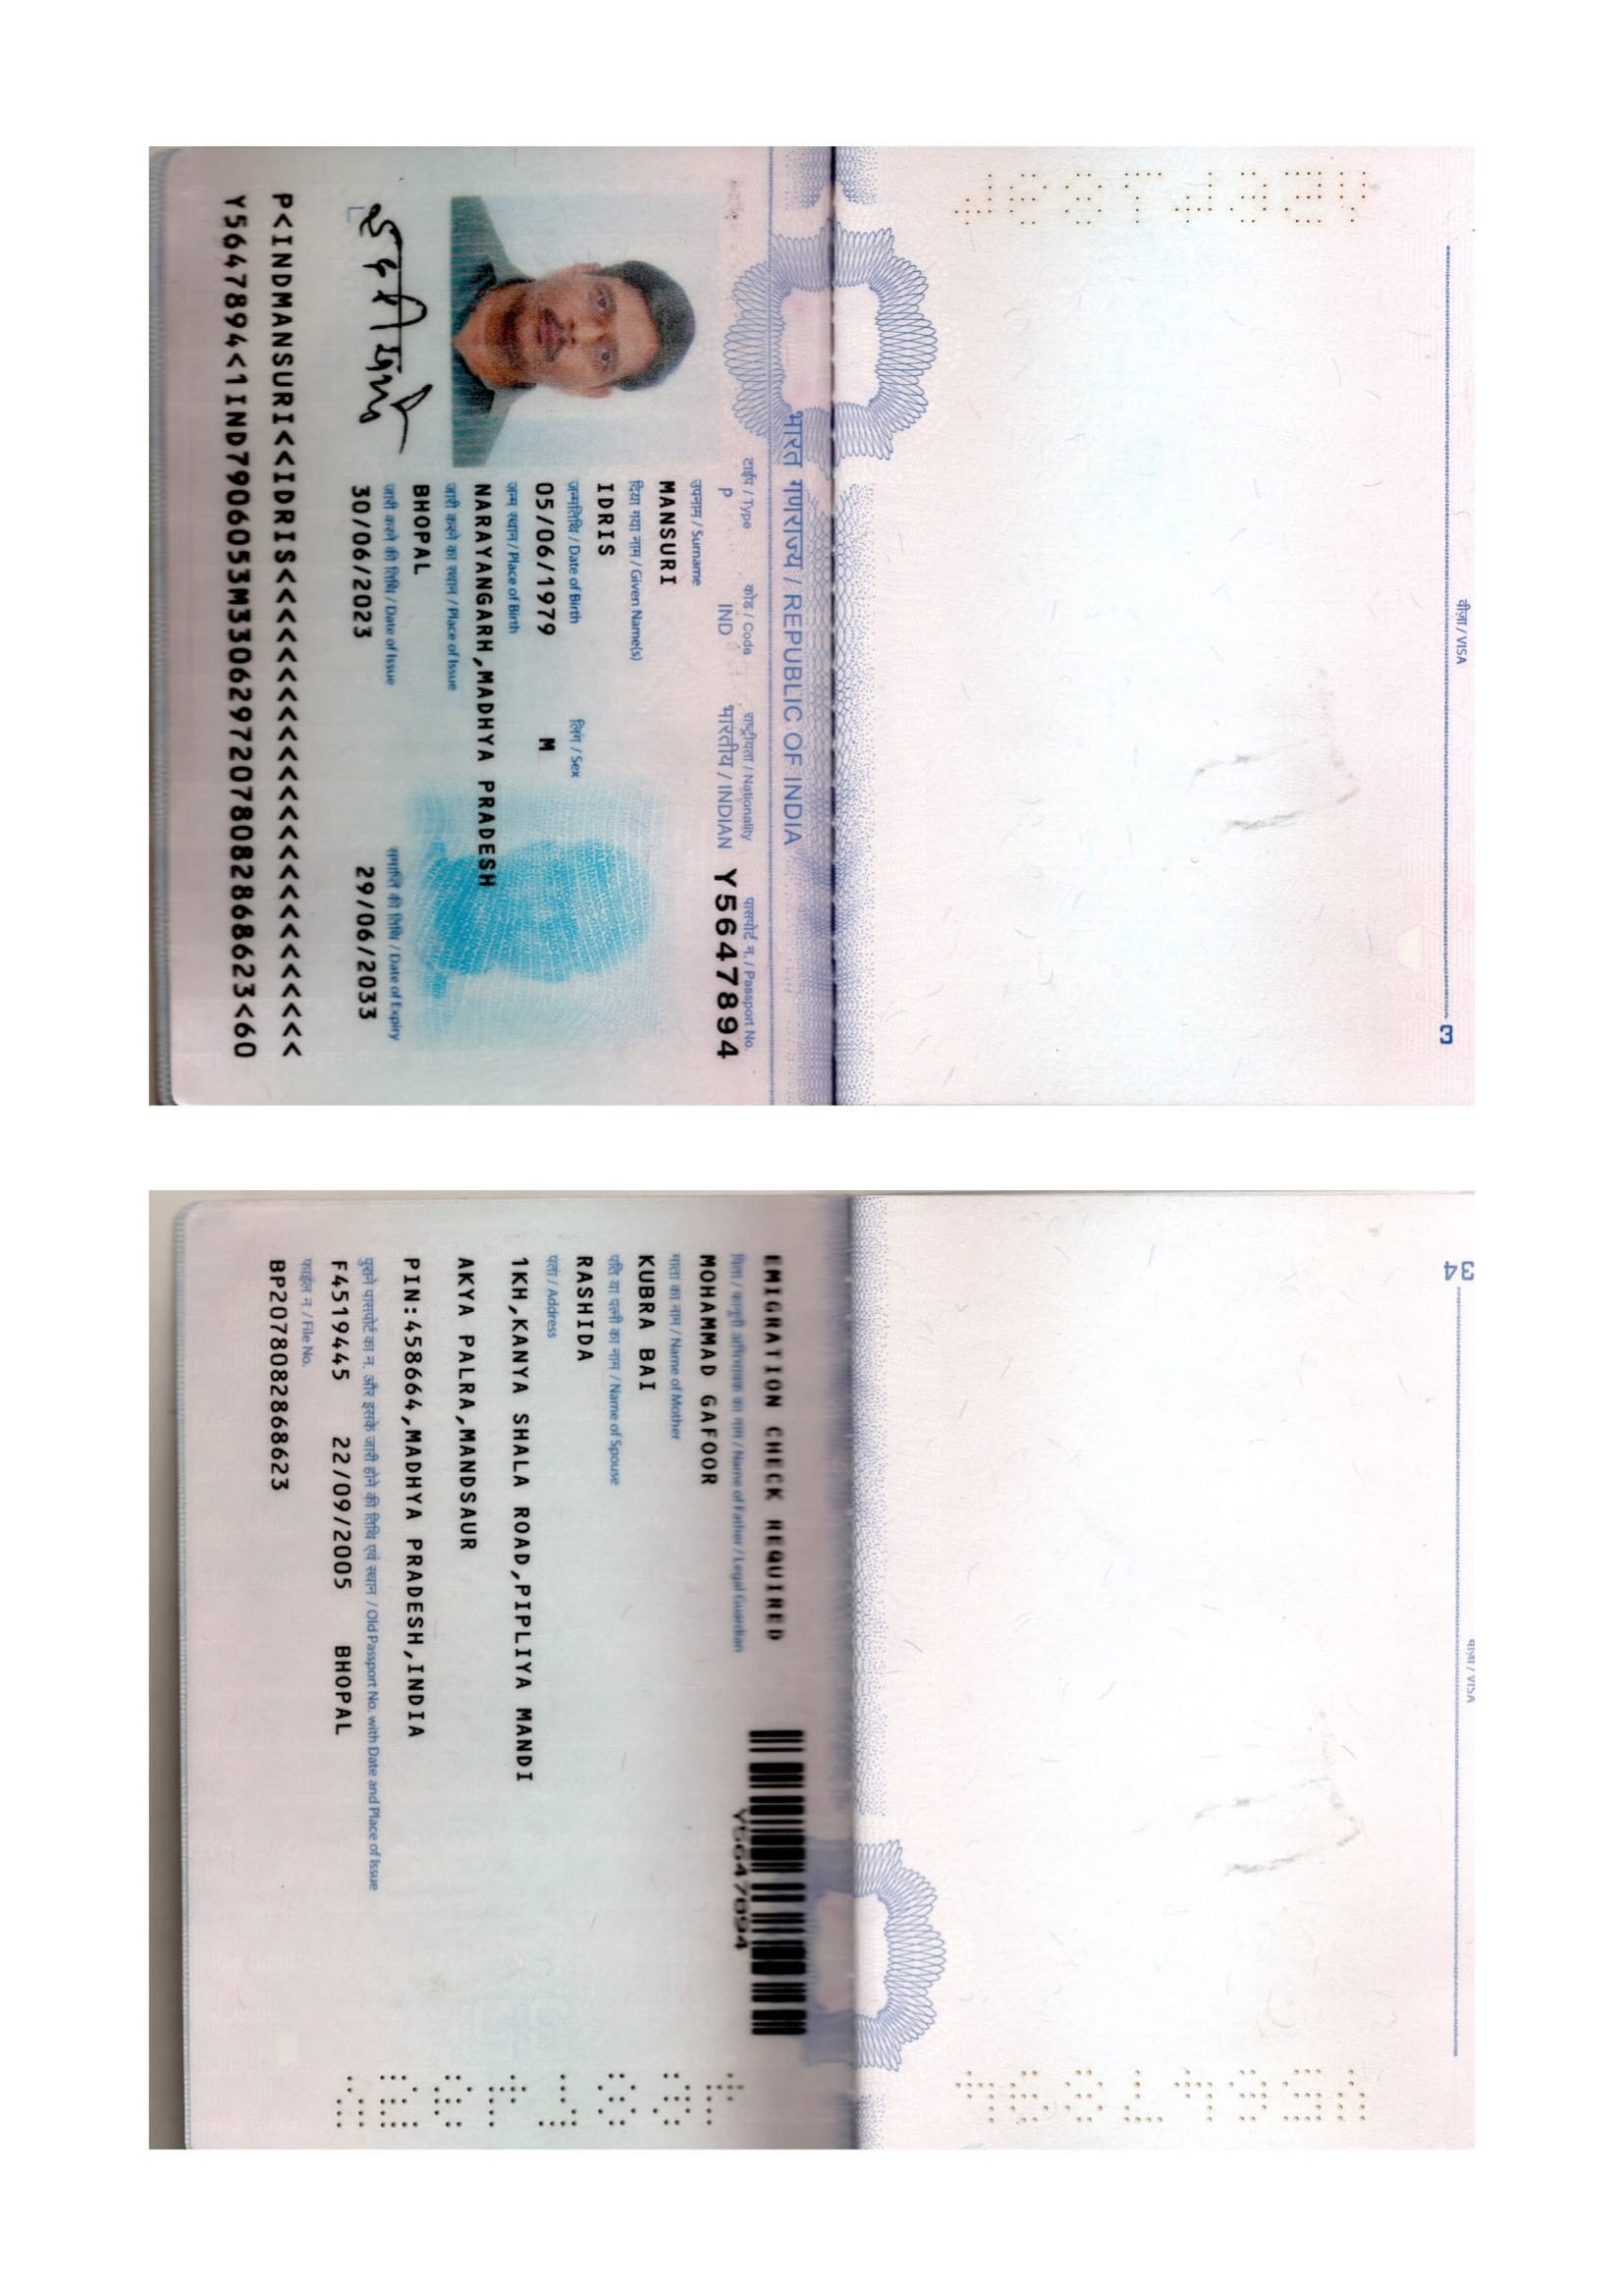 वीज़ा / VISA
3
भारत गणराज्य / REPUBLIC OF INDIA
टाईप / Type कोड / Code राष्ट्रीयता / Nationality पासपोर्ट न. / Passport No.
P IND भारतीय / INDIAN Y5647894
उपनाम / Surname
MANSURI
दिया गया नाम / Given Name(s)
IDRIS
जन्मतिथि / Date of Birth लिंग / Sex
05/06/1979 M
जन्म स्थान / Place of Birth
NARAYANGARH,MADHYA PRADESH
जारी करने का स्थान / Place of Issue
BHOPAL
जारी करने की तिथि / Date of Issue समाप्ति की तिथि / Date of Expiry
30/06/2023 29/06/2033
P<INDMANSURI<<IDRIS<<<<<<<<<<<<<<<<<<<<<<<<<
Y5647894<1IND7906053M3306297207808286862​3<60
34
वीज़ा / VISA
EMIGRATION CHECK REQUIRED
पिता / कानूनी अभिभावक का नाम / Name of Father / Legal Guardian
MOHAMMAD GAFOOR
माता का नाम / Name of Mother
KUBRA BAI
पति या पत्नी का नाम / Name of Spouse
RASHIDA
पता / Address
1KH,KANYA SHALA ROAD,PIPLIYA MANDI
AKYA PALRA,MANDSAUR
PIN:458664,MADHYA PRADESH,INDIA
पुराने पासपोर्ट का न. और इसके जारी होने की तिथि एवं स्थान / Old Passport No. with Date and Place of Issue
F4519445 22/09/2005 BHOPAL
फाईल न. / File No.
BP2078082868623
Y5647894